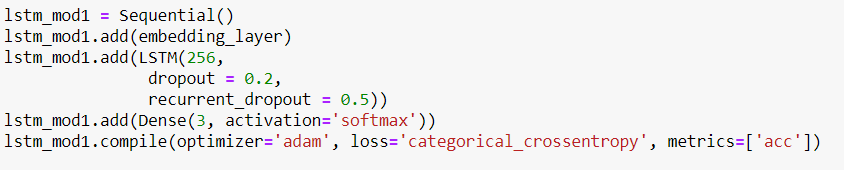 lstm_mod1 = Sequential()
lstm_mod1.add(embedding_layer)
lstm_mod1.add(LSTM(256,
               dropout = 0.2,
               recurrent_dropout = 0.5))
lstm_mod1.add(Dense(3, activation='softmax'))
lstm_mod1.compile(optimizer='adam', loss='categorical_crossentropy', metrics=['acc'])